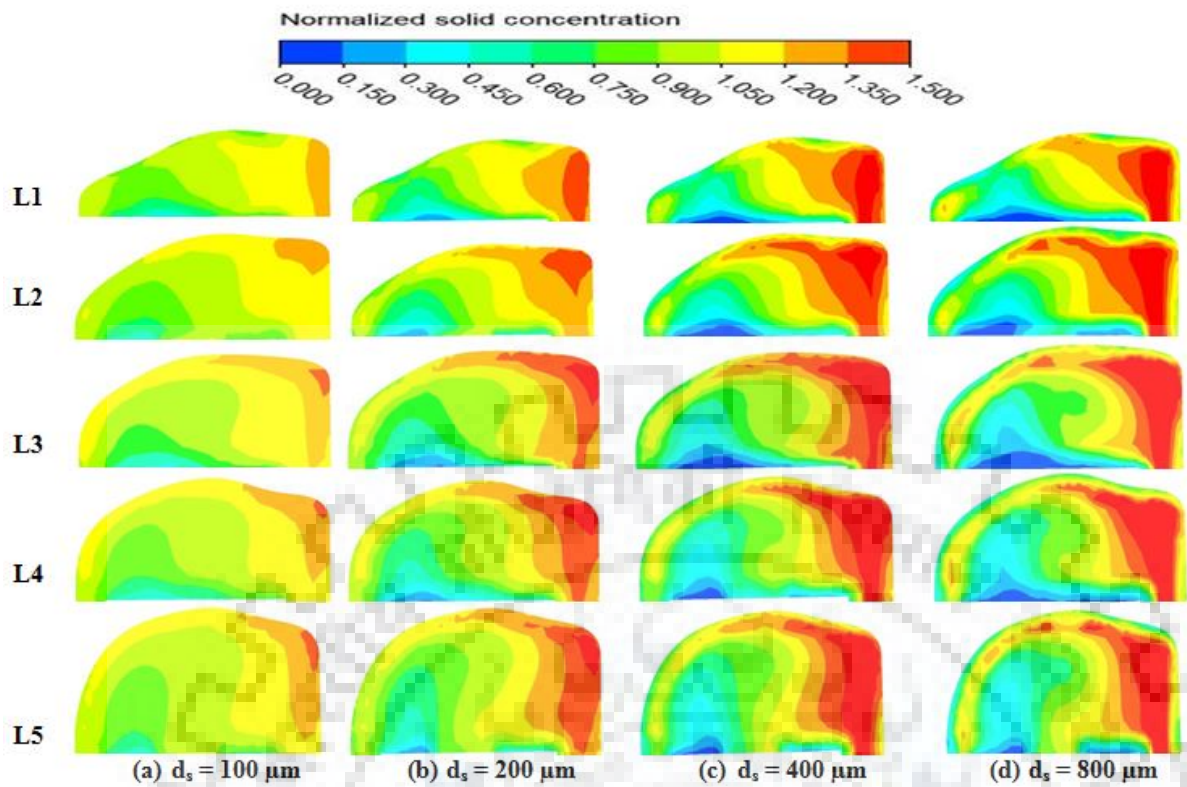 Normalized solid concentration
0.000 0.150 0.300 0.450 0.600 0.750 0.900 1.050 1.200 1.350 1.500
L1
L2
L3
L4
L5
(a) dₛ = 100 μm (b) dₛ = 200 μm (c) dₛ = 400 μm (d) dₛ = 800 μm